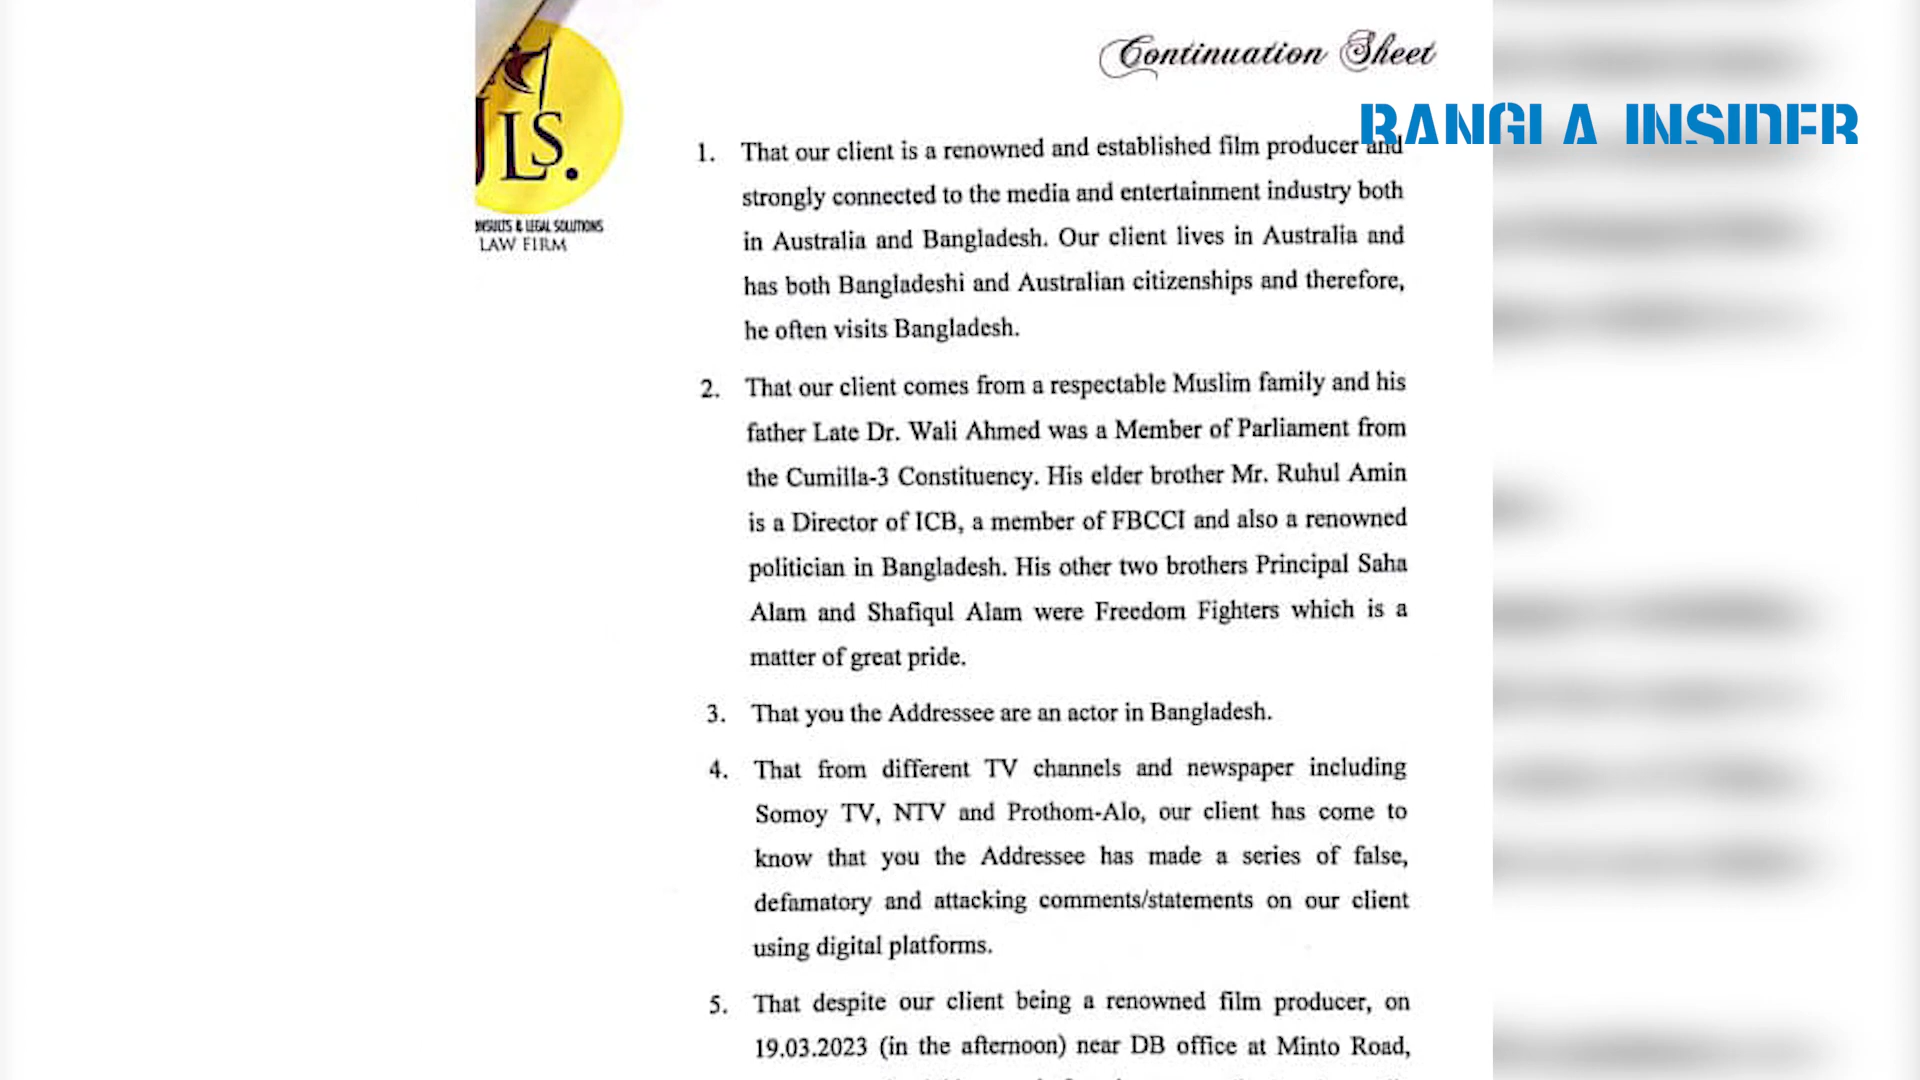 Continuation Sheet
BANGLA INSIDER
LS.
& LEGAL SOLUTIONS
LAW FIRM
1. That our client is a renowned and established film producer and
strongly connected to the media and entertainment industry both
in Australia and Bangladesh. Our client lives in Australia and
has both Bangladeshi and Australian citizenships and therefore,
he often visits Bangladesh.
2. That our client comes from a respectable Muslim family and his
father Late Dr. Wali Ahmed was a Member of Parliament from
the Cumilla-3 Constituency. His elder brother Mr. Ruhul Amin
is a Director of ICB, a member of FBCCI and also a renowned
politician in Bangladesh. His other two brothers Principal Saha
Alam and Shafiqul Alam were Freedom Fighters which is a
matter of great pride.
3. That you the Addressee are an actor in Bangladesh.
4. That from different TV channels and newspaper including
Somoy TV, NTV and Prothom-Alo, our client has come to
know that you the Addressee has made a series of false,
defamatory and attacking comments/statements on our client
using digital platforms.
5. That despite our client being a renowned film producer, on
19.03.2023 (in the afternoon) near DB office at Minto Road,